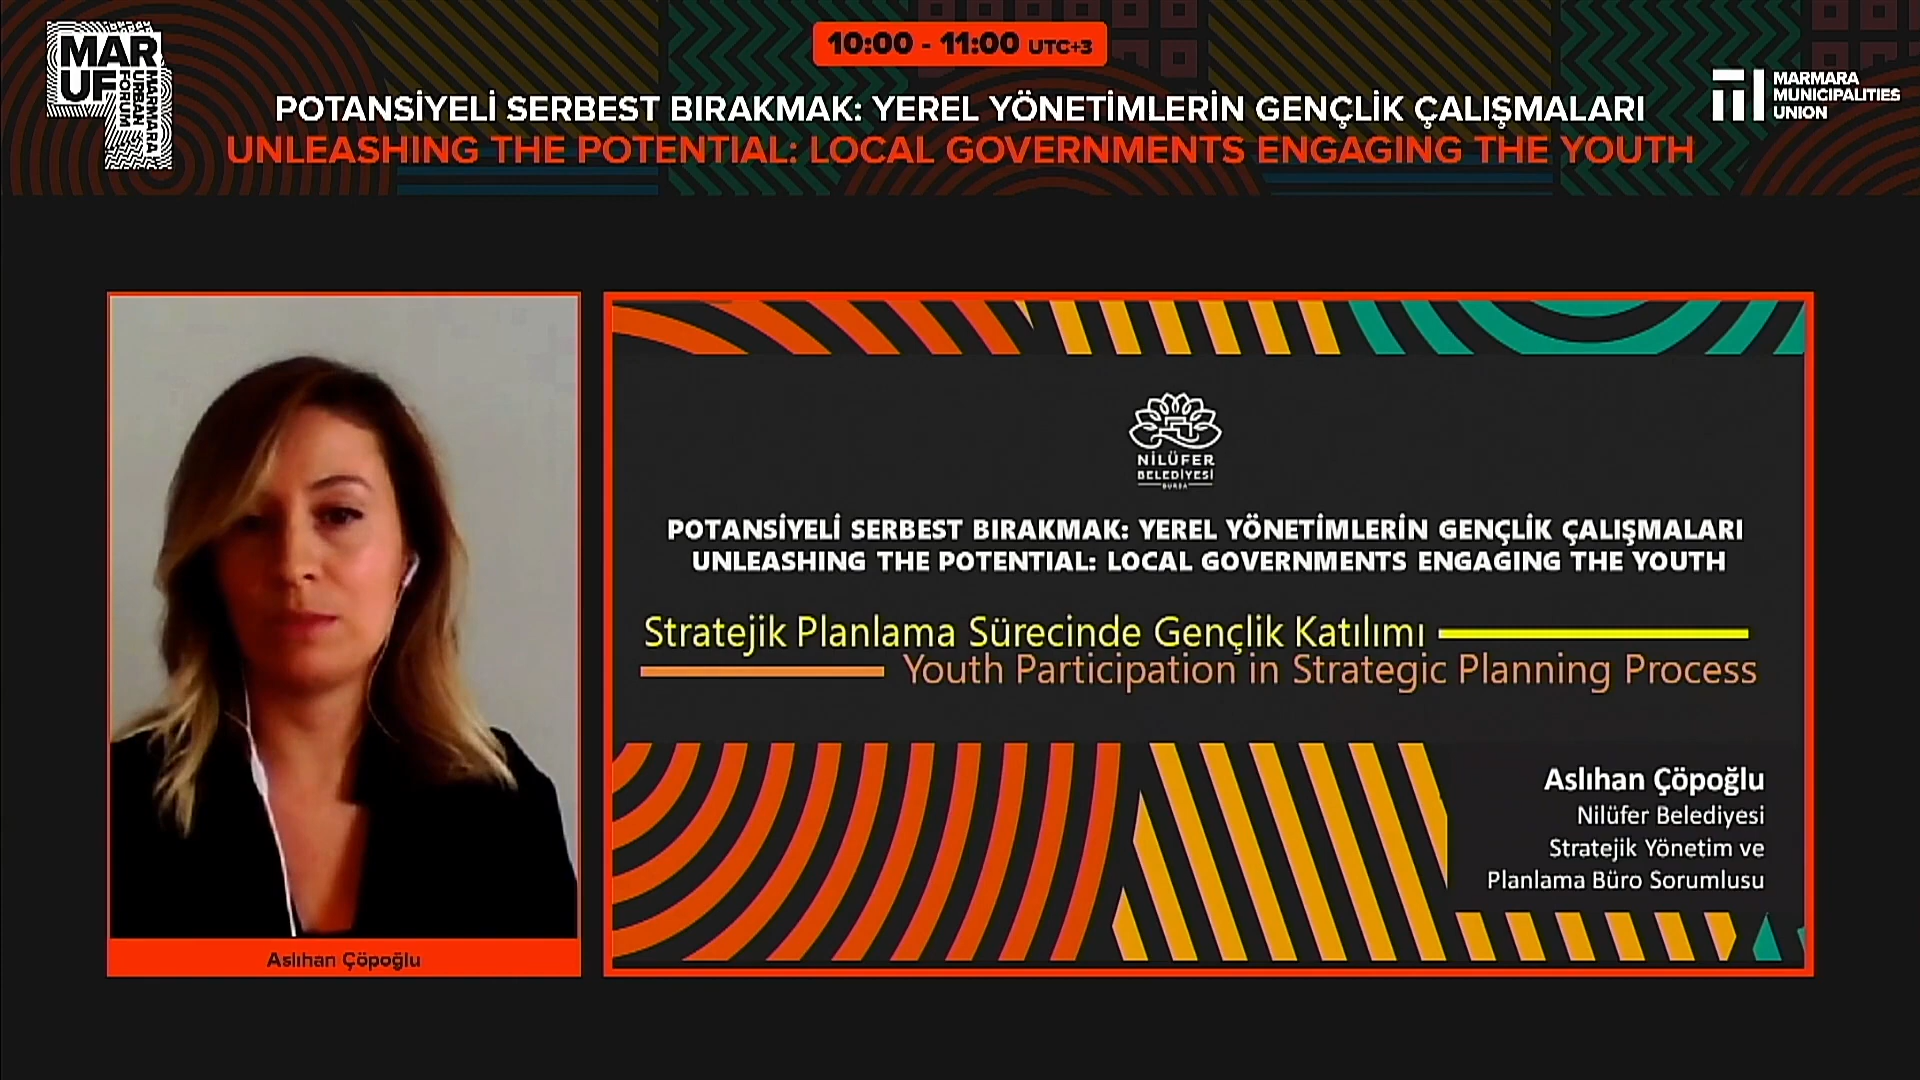 MAR
UF
MARMARA
URBAN
FORUM
10:00 - 11:00 UTC+3
POTANSİYELİ SERBEST BIRAKMAK: YEREL YÖNETİMLERİN GENÇLİK ÇALIŞMALARI
UNLEASHING THE POTENTIAL: LOCAL GOVERNMENTS ENGAGING THE YOUTH
MARMARA
MUNICIPALITIES
UNION
NİLÜFER
BELEDİYESİ
BURSA
POTANSİYELİ SERBEST BIRAKMAK: YEREL YÖNETİMLERİN GENÇLİK ÇALIŞMALARI
UNLEASHING THE POTENTIAL: LOCAL GOVERNMENTS ENGAGING THE YOUTH
Stratejik Planlama Sürecinde Gençlik Katılımı
Youth Participation in Strategic Planning Process
Aslıhan Çöpoğlu
Nilüfer Belediyesi
Stratejik Yönetim ve
Planlama Büro Sorumlusu
Aslıhan Çöpoğlu